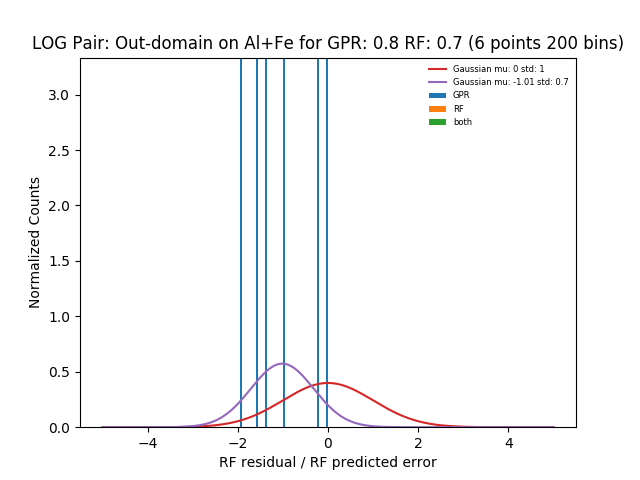 LOG Pair: Out-domain on Al+Fe for GPR: 0.8 RF: 0.7 (6 points 200 bins)
Gaussian mu: 0 std: 1
Gaussian mu: -1.01 std: 0.7
GPR
RF
both
Normalized Counts
3.0
2.5
2.0
1.5
1.0
0.5
0.0
−4
−2
0
2
4
RF residual / RF predicted error